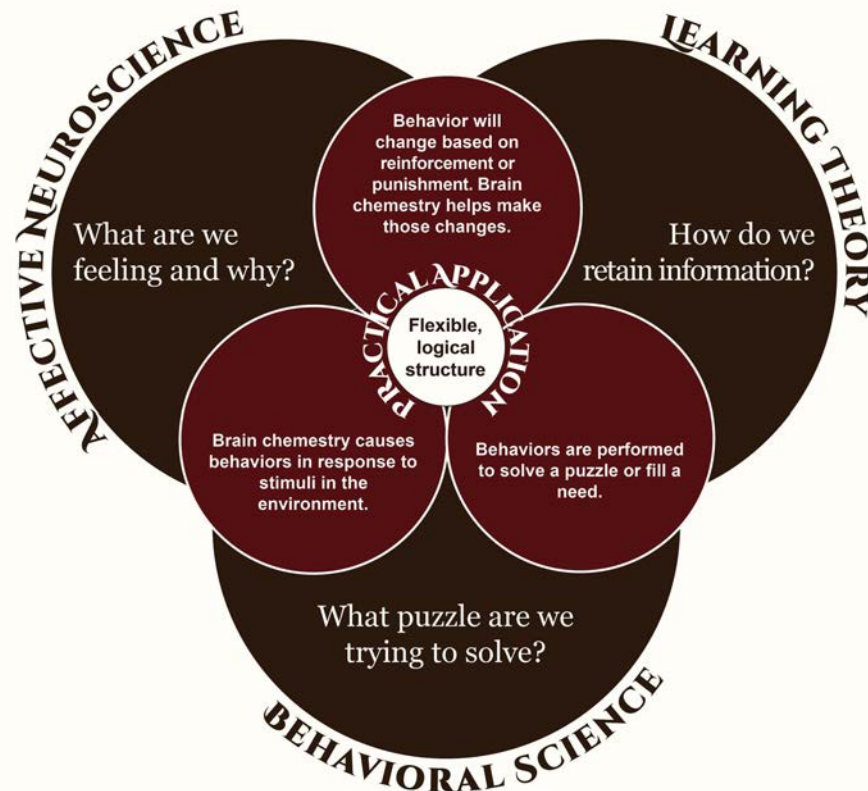 AFFECTIVE NEUROSCIENCE
LEARNING THEORY
Behavior will
change based on
reinforcement or
punishment. Brain
chemestry helps make
those changes.
What are we
feeling and why?
How do we
retain information?
PRACTICAL APPLICATION
Flexible,
logical
structure
Brain chemestry causes
behaviors in response to
stimuli in the
environment.
Behaviors are performed
to solve a puzzle or fill a
need.
What puzzle are we
trying to solve?
BEHAVIORAL SCIENCE